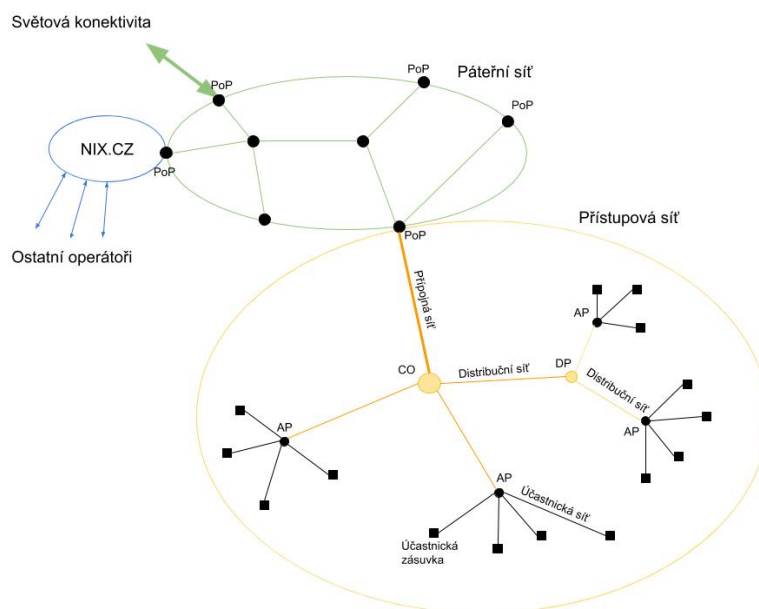 Světová konektivita
PoP
PoP
Páteřní síť
PoP
NIX.CZ
PoP
Přístupová síť
PoP
Ostatní operátoři
Přípojná síť
AP
CO
Distribuční síť
DP
Distribuční síť
AP
AP
AP
Účastnická síť
Účastnická
zásuvka